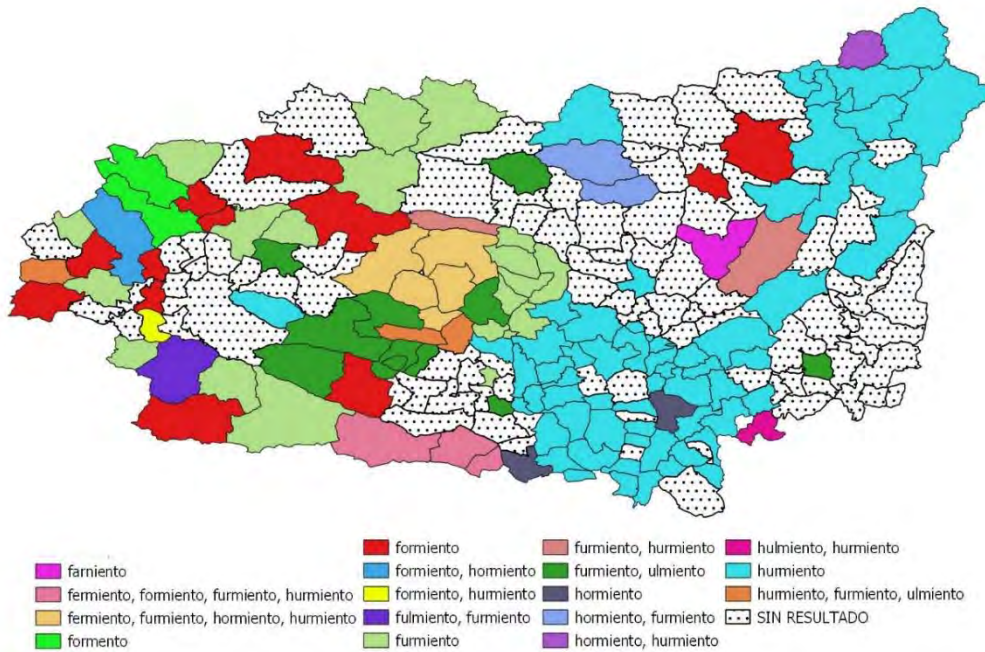 farniento
fermiento, formiento, furmiento, hurmiento
fermiento, furmiento, hormiento, hurmiento
formento
formiento
formiento, hormiento
formiento, hurmiento
fulmiento, furmiento
furmiento
furmiento, hurmiento
furmiento, ulmiento
hormiento
hormiento, furmiento
hormiento, hurmiento
hulmiento, hurmiento
hurmiento
hurmiento, furmiento, ulmiento
SIN RESULTADO